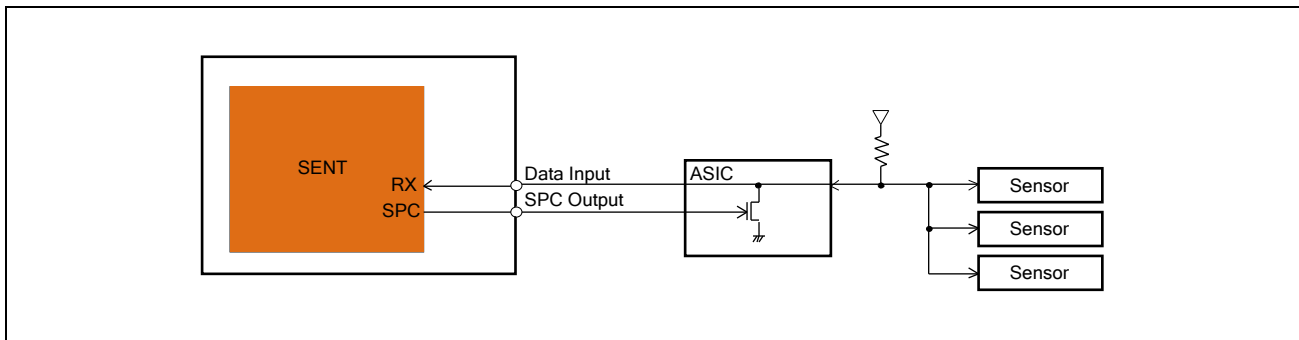 SENT
RX
SPC
Data Input
SPC Output
ASIC
Sensor
Sensor
Sensor